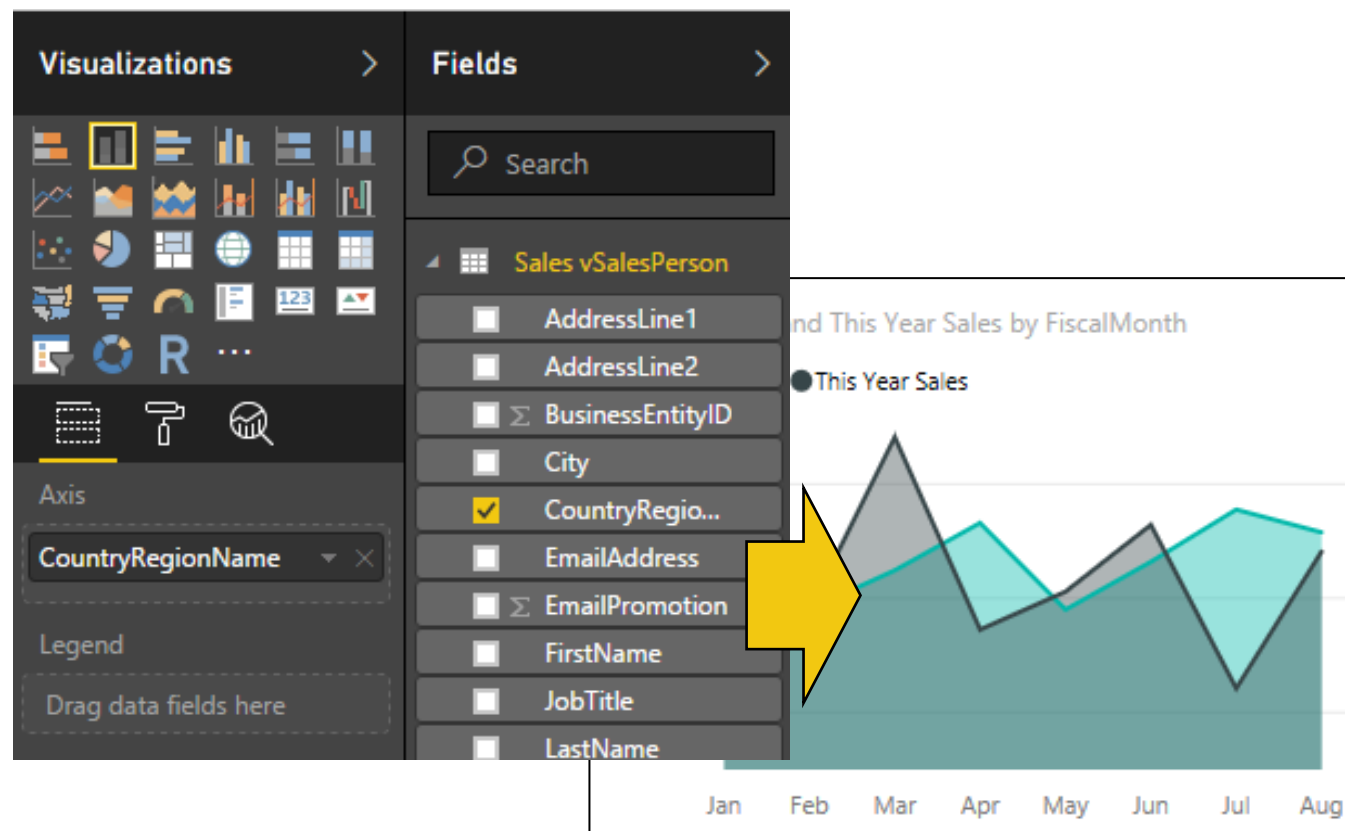 Visualizations
Fields
Search
123
R
...
Sales vSalesPerson
AddressLine1
AddressLine2
Σ BusinessEntityID
City
CountryRegio...
EmailAddress
Σ EmailPromotion
FirstName
JobTitle
LastName
Axis
CountryRegionName
Legend
Drag data fields here
This Year Sales by FiscalMonth
This Year Sales
Jan Feb Mar Apr May Jun Jul Aug